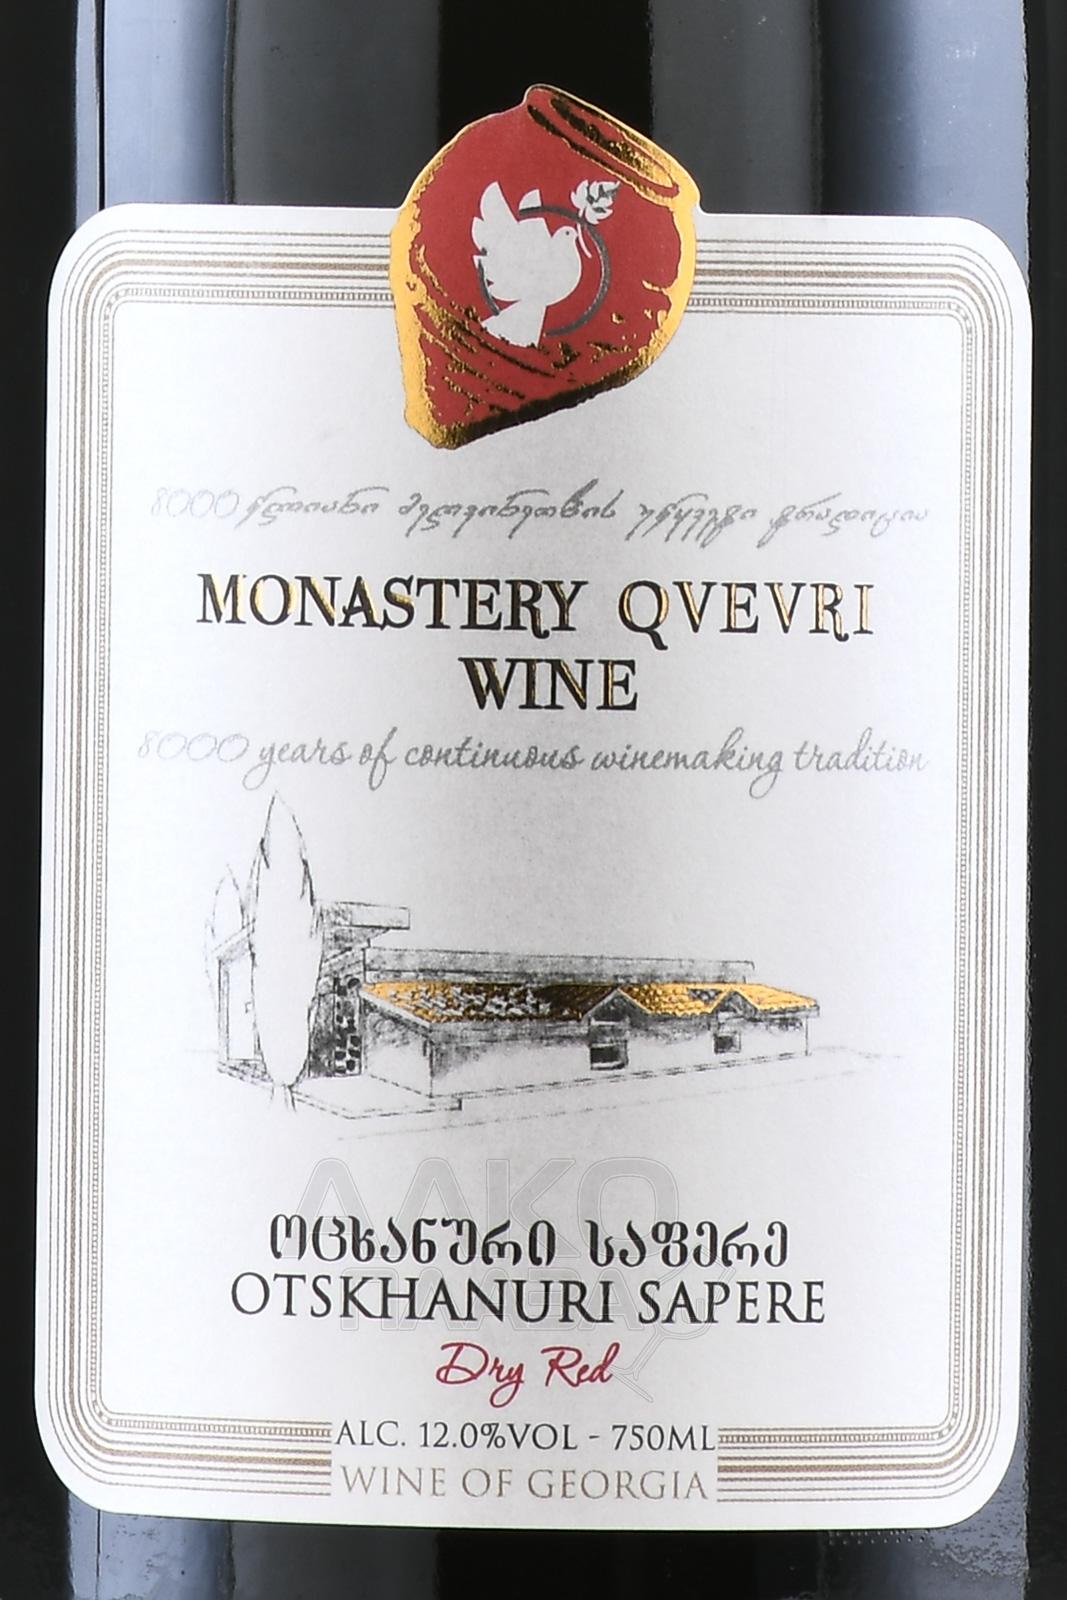 8000 წლიანი მეღვინეობის უწყვეტი ტრადიცია
MONASTERY QVEVRI
WINE
8000 years of continuous winemaking tradition
ოცხანური საფერე
OTSKHANURI SAPERE
Dry Red
ALC. 12.0%VOL - 750ML
WINE OF GEORGIA